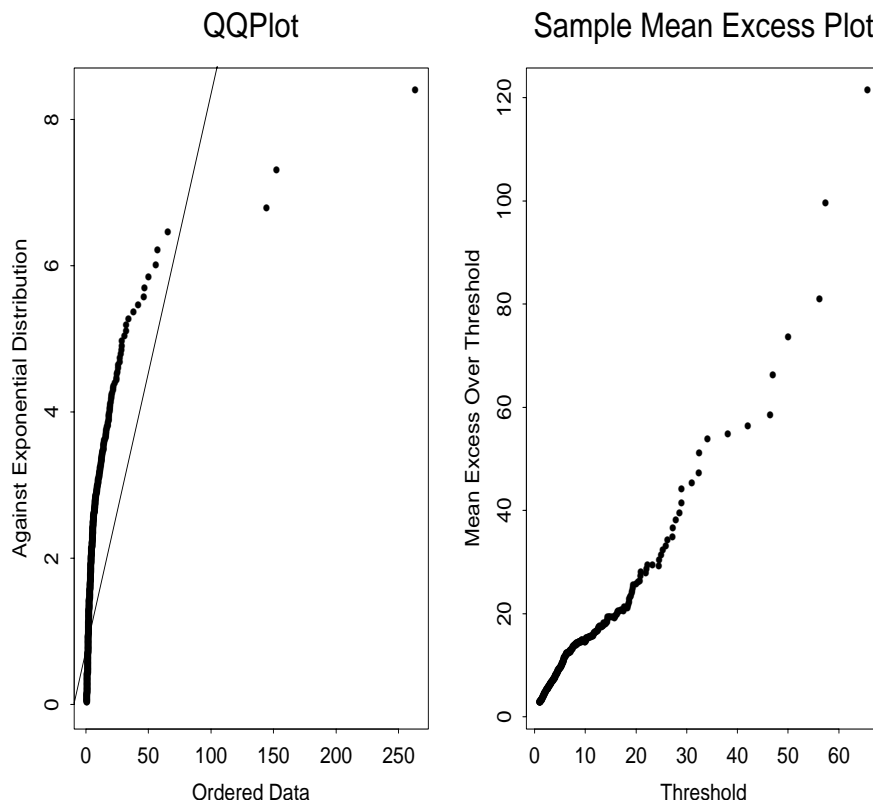 QQPlot
Against Exponential Distribution
8
6
4
2
0
0 50 100 150 200 250
Ordered Data
Sample Mean Excess Plot
Mean Excess Over Threshold
120
100
80
60
40
20
0
0 10 20 30 40 50 60
Threshold